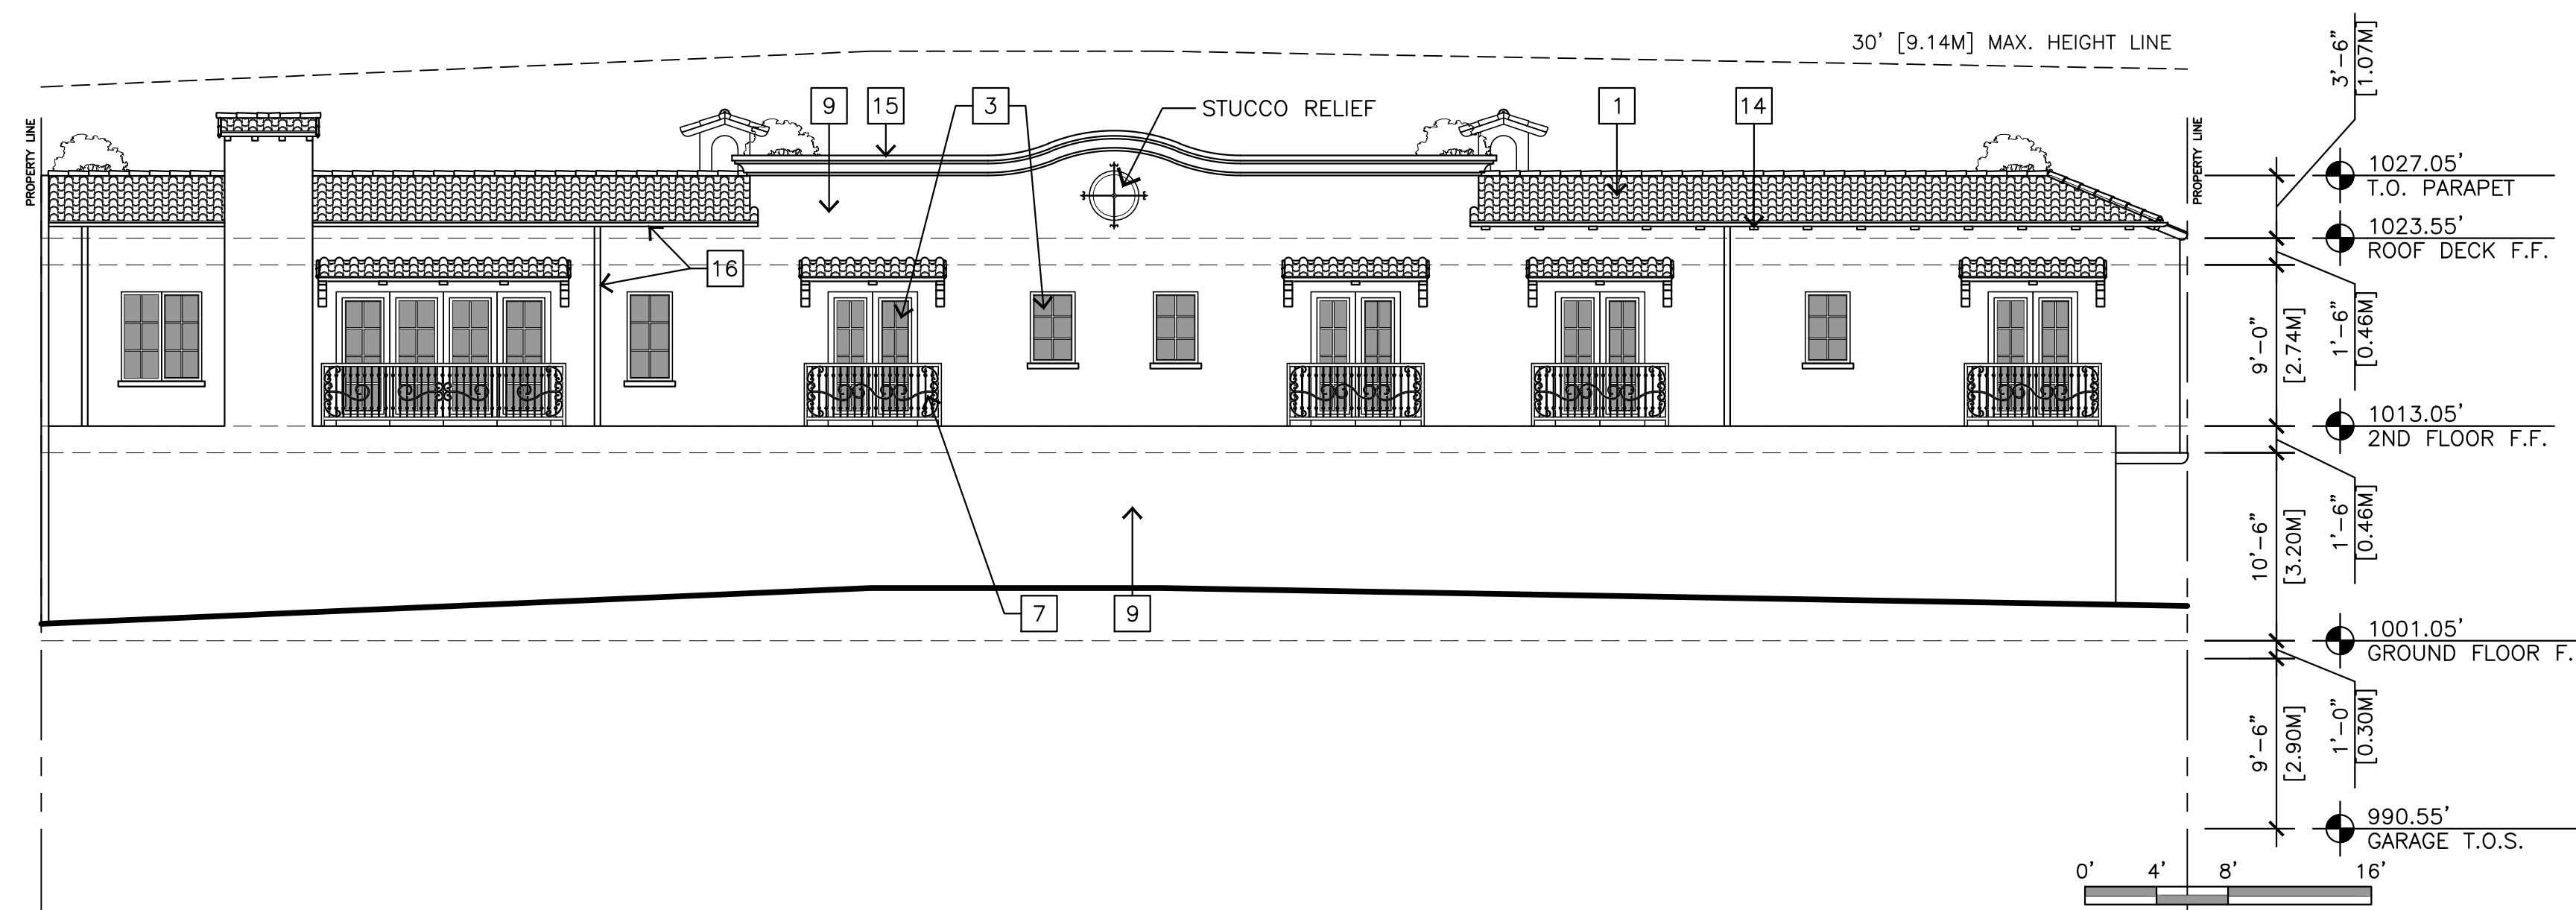 30' [9.14M] MAX. HEIGHT LINE
3'-6"
[1.07M]
PROPERTY LINE
9
15
3
STUCCO RELIEF
1
14
PROPERTY LINE
1027.05'
T.O. PARAPET
1023.55'
ROOF DECK F.F.
16
9'-0"
[2.74M]
1'-6"
[0.46M]
1013.05'
2ND FLOOR F.F.
10'-6"
[3.20M]
1'-6"
[0.46M]
7
9
1001.05'
GROUND FLOOR F.
9'-6"
[2.90M]
1'-0"
[0.30M]
990.55'
GARAGE T.O.S.
0' 4' 8' 16'